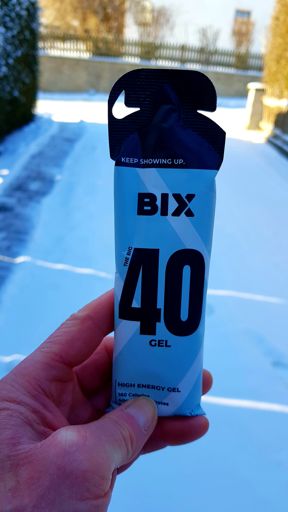 KEEP SHOWING UP.
BIX
THE BIG
40
GEL
HIGH ENERGY GEL
160 Calories